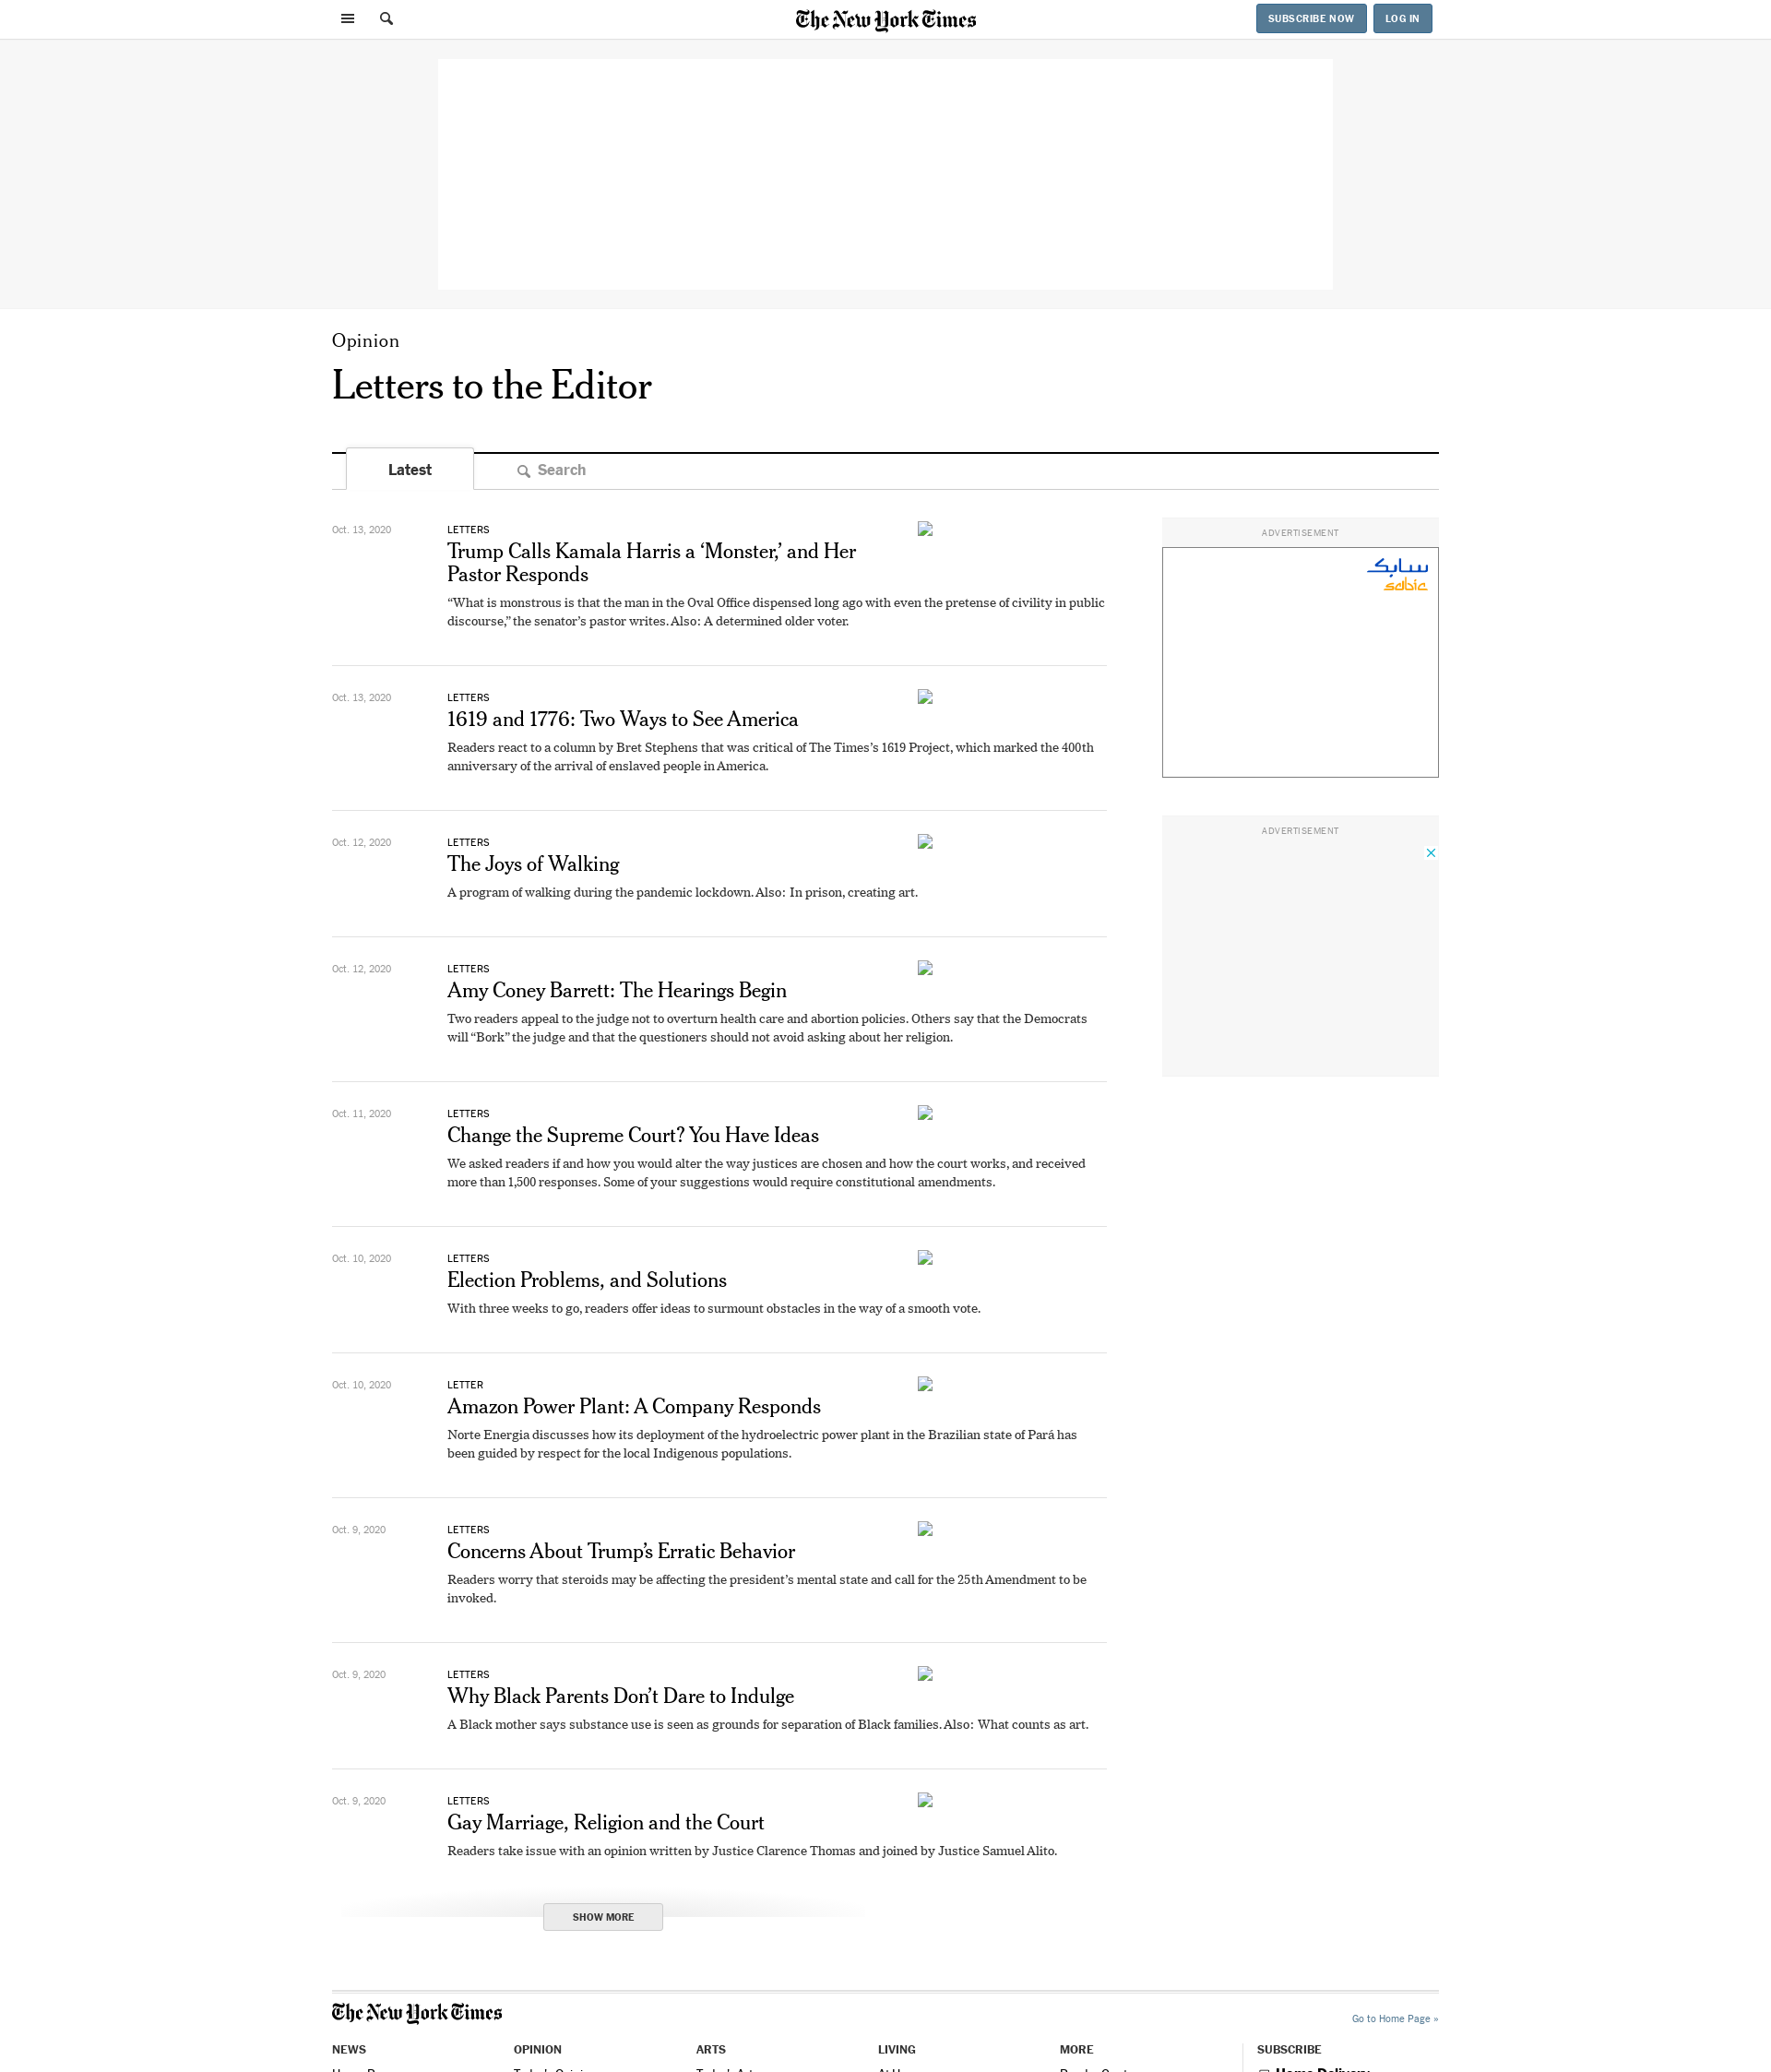 The New York Times
SUBSCRIBE NOW
LOG IN
Opinion
Letters to the Editor
Latest
Search
Oct. 13, 2020
LETTERS
Trump Calls Kamala Harris a ‘Monster,’ and Her
Pastor Responds
“What is monstrous is that the man in the Oval Office dispensed long ago with even the pretense of civility in public
discourse,” the senator’s pastor writes. Also: A determined older voter.
ADVERTISEMENT
سابک
sabic
Oct. 13, 2020
LETTERS
1619 and 1776: Two Ways to See America
Readers react to a column by Bret Stephens that was critical of The Times’s 1619 Project, which marked the 400th
anniversary of the arrival of enslaved people in America.
ADVERTISEMENT
Oct. 12, 2020
LETTERS
The Joys of Walking
A program of walking during the pandemic lockdown. Also: In prison, creating art.
Oct. 12, 2020
LETTERS
Amy Coney Barrett: The Hearings Begin
Two readers appeal to the judge not to overturn health care and abortion policies. Others say that the Democrats
will “Bork” the judge and that the questioners should not avoid asking about her religion.
Oct. 11, 2020
LETTERS
Change the Supreme Court? You Have Ideas
We asked readers if and how you would alter the way justices are chosen and how the court works, and received
more than 1,500 responses. Some of your suggestions would require constitutional amendments.
Oct. 10, 2020
LETTERS
Election Problems, and Solutions
With three weeks to go, readers offer ideas to surmount obstacles in the way of a smooth vote.
Oct. 10, 2020
LETTER
Amazon Power Plant: A Company Responds
Norte Energia discusses how its deployment of the hydroelectric power plant in the Brazilian state of Pará has
been guided by respect for the local Indigenous populations.
Oct. 9, 2020
LETTERS
Concerns About Trump’s Erratic Behavior
Readers worry that steroids may be affecting the president’s mental state and call for the 25th Amendment to be
invoked.
Oct. 9, 2020
LETTERS
Why Black Parents Don’t Dare to Indulge
A Black mother says substance use is seen as grounds for separation of Black families. Also: What counts as art.
Oct. 9, 2020
LETTERS
Gay Marriage, Religion and the Court
Readers take issue with an opinion written by Justice Clarence Thomas and joined by Justice Samuel Alito.
SHOW MORE
The New York Times
Go to Home Page »
NEWS
OPINION
ARTS
LIVING
MORE
SUBSCRIBE
Home Delivery